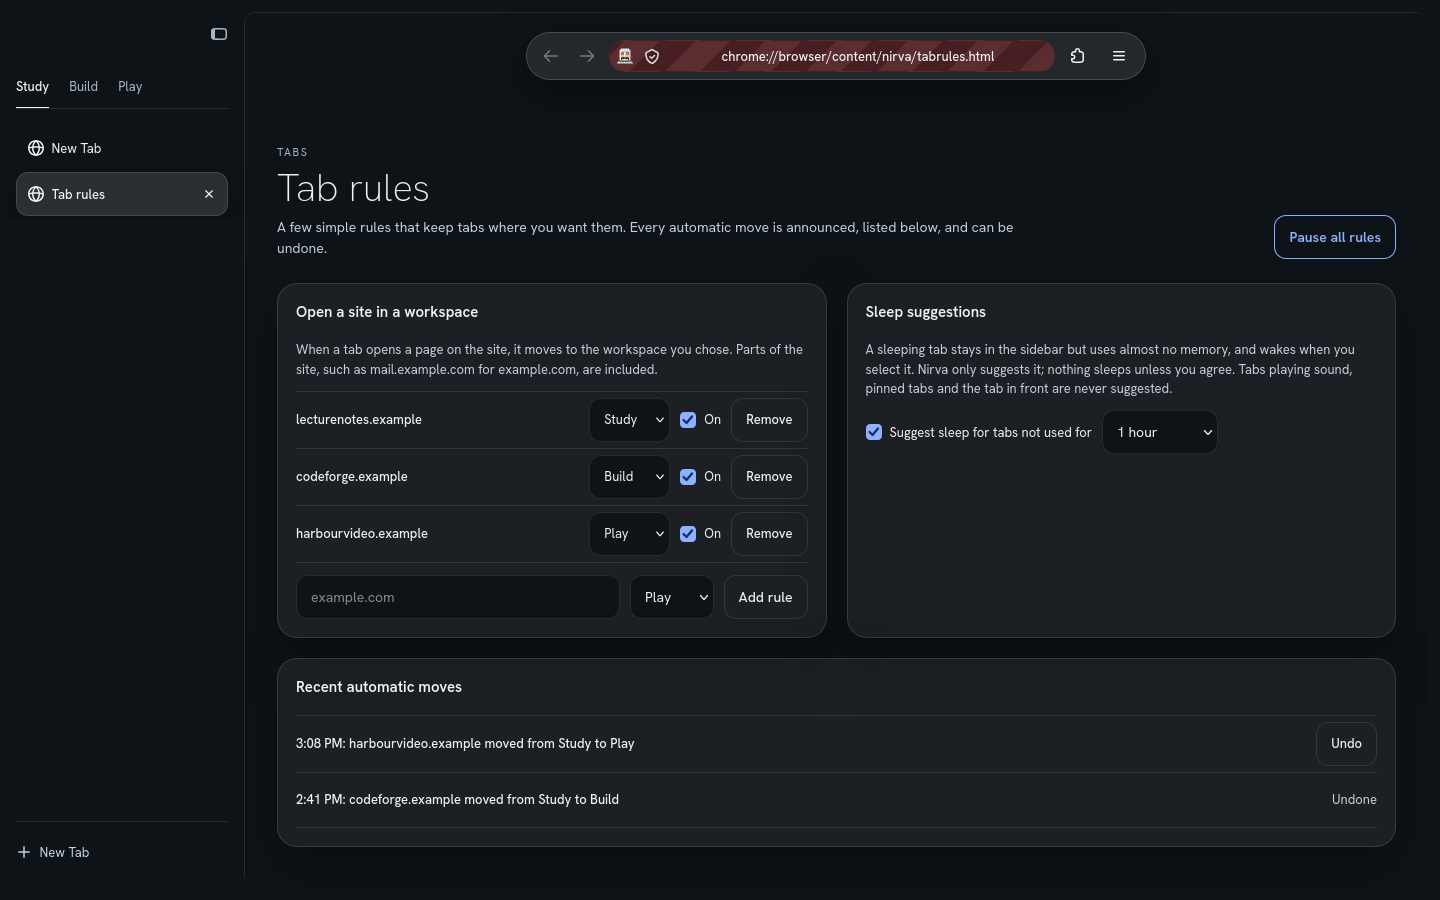 chrome://browser/content/nirva/tabrules.html
Study Build Play
New Tab
Tab rules
New Tab
TABS
Tab rules
A few simple rules that keep tabs where you want them. Every automatic move is announced, listed below, and can be
undone.
Pause all rules
Open a site in a workspace
When a tab opens a page on the site, it moves to the workspace you chose. Parts of the
site, such as mail.example.com for example.com, are included.
lecturenotes.example Study On Remove
codeforge.example Build On Remove
harbourvideo.example Play On Remove
example.com Play Add rule
Sleep suggestions
A sleeping tab stays in the sidebar but uses almost no memory, and wakes when you
select it. Nirva only suggests it; nothing sleeps unless you agree. Tabs playing sound,
pinned tabs and the tab in front are never suggested.
Suggest sleep for tabs not used for 1 hour
Recent automatic moves
3:08 PM: harbourvideo.example moved from Study to Play Undo
2:41 PM: codeforge.example moved from Study to Build Undone